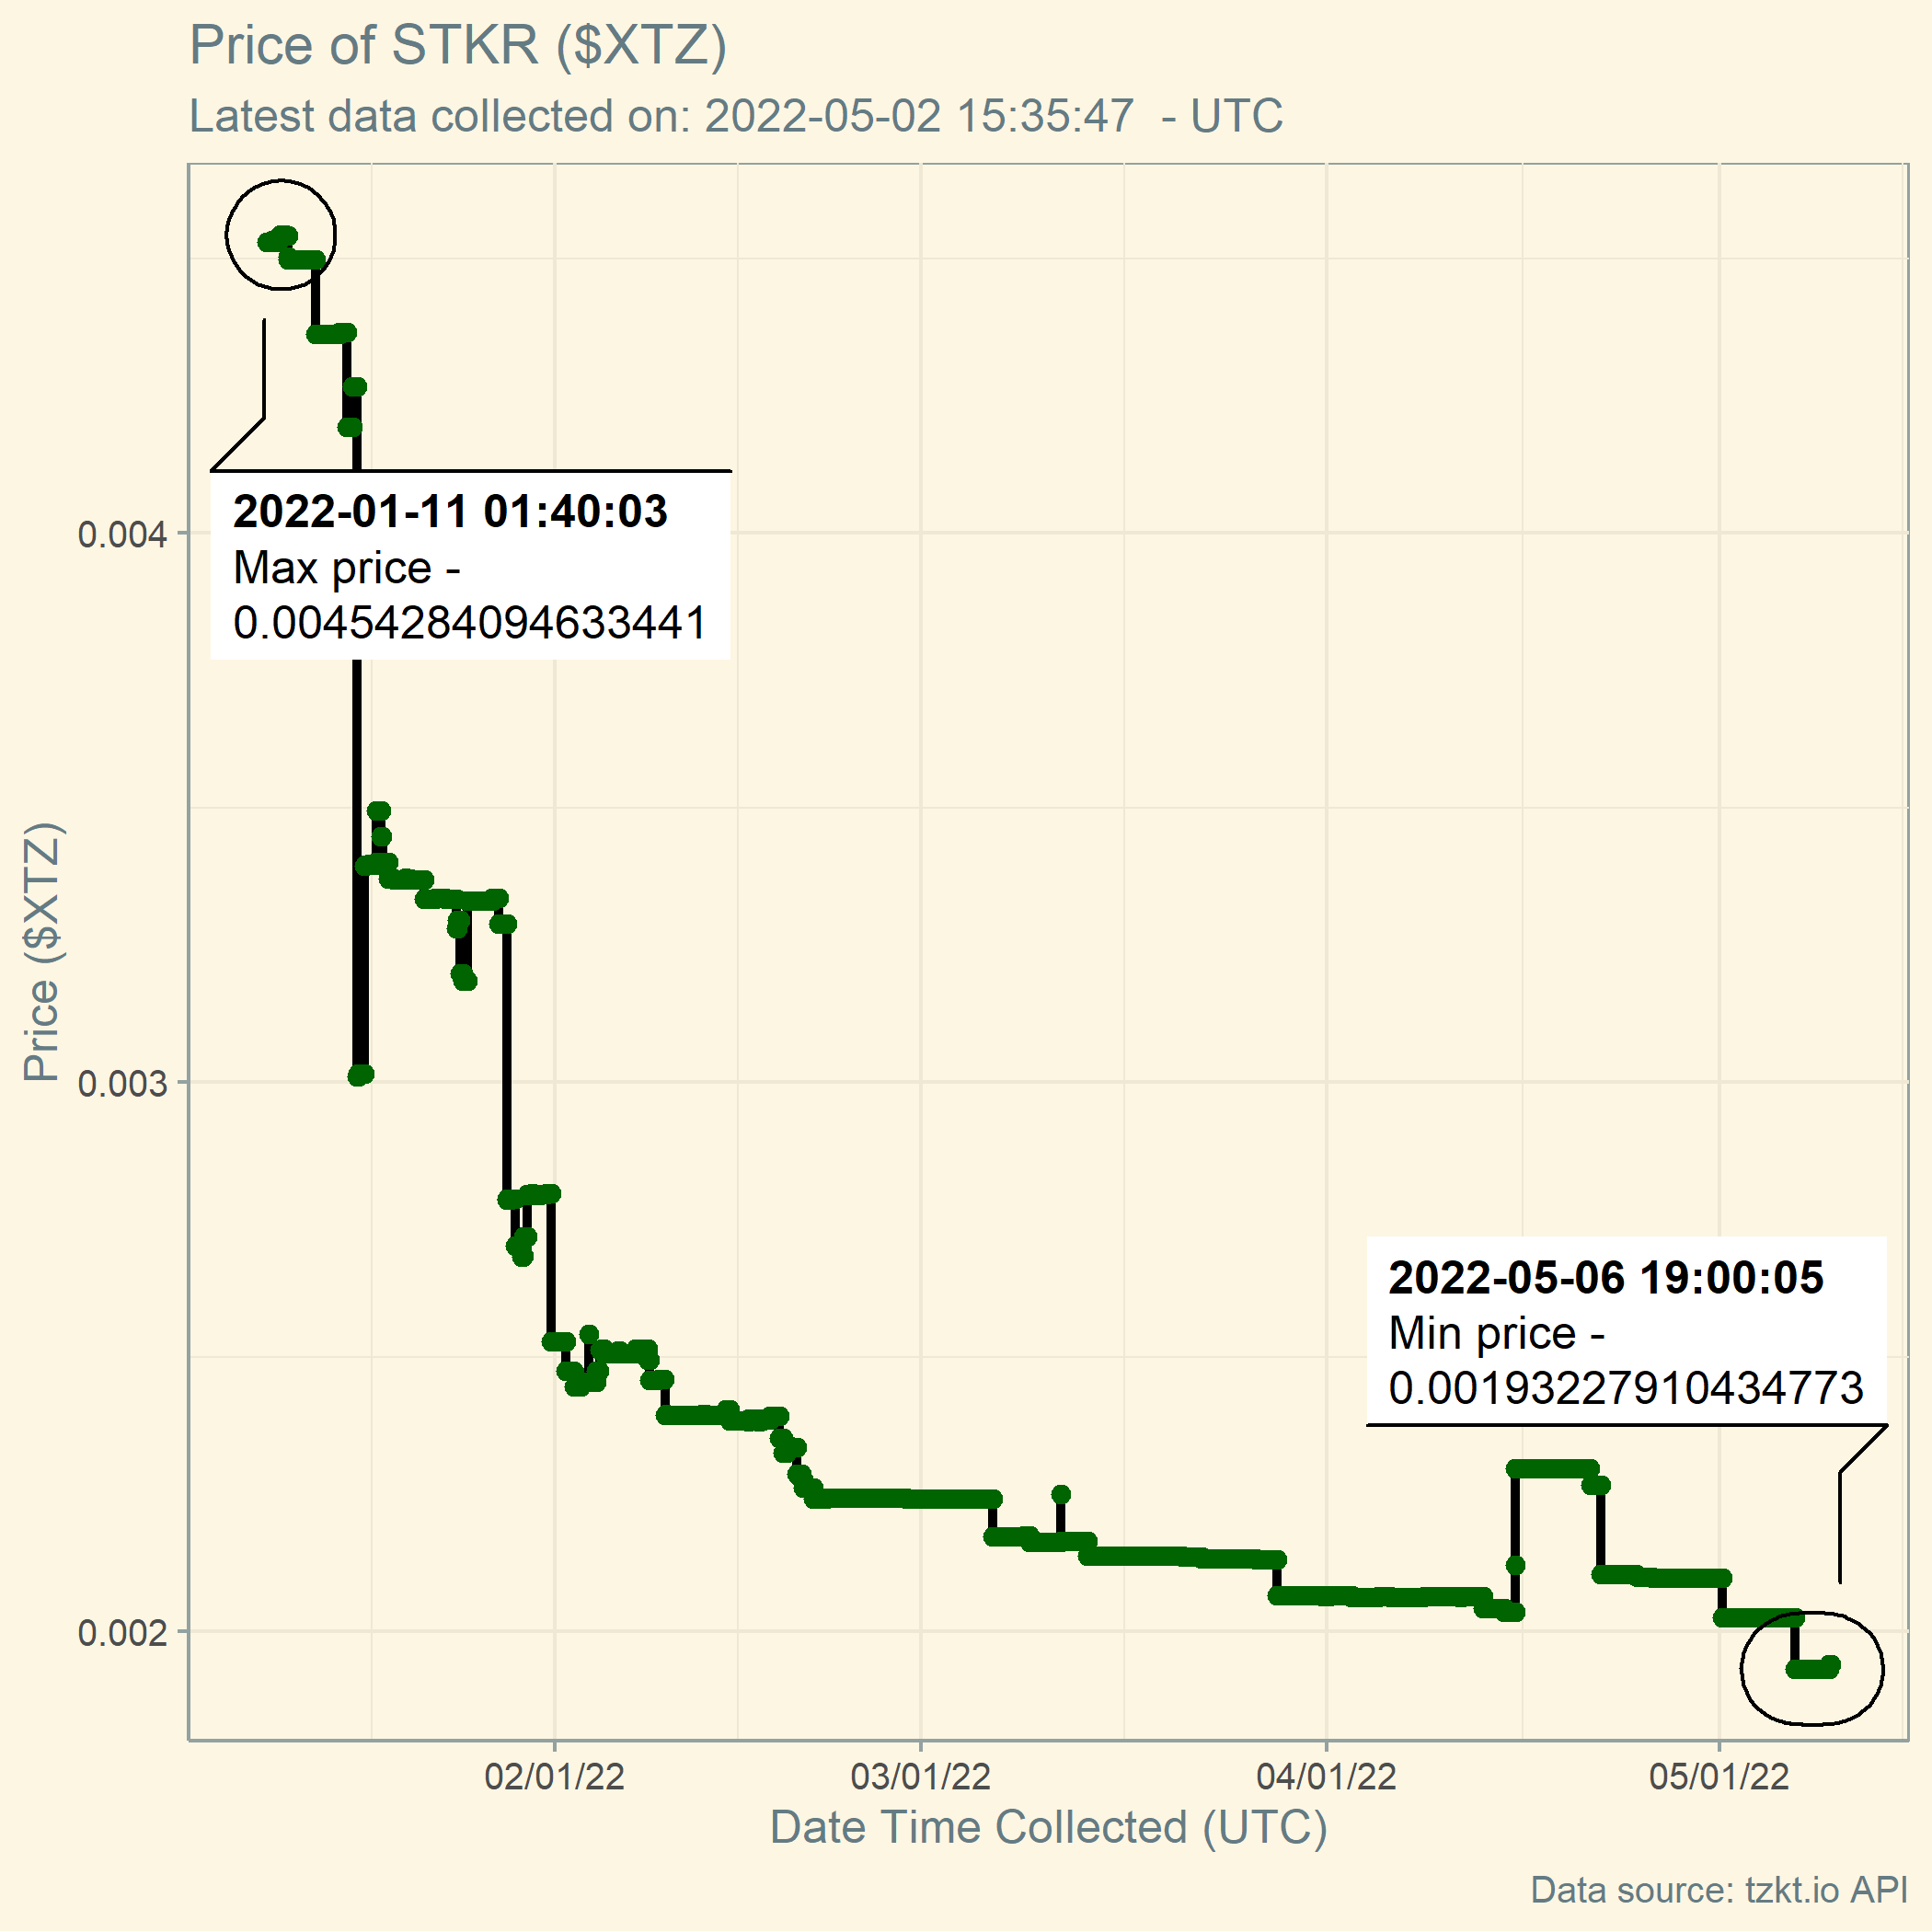 Price of STKR ($XTZ)
Latest data collected on: 2022-05-02 15:35:47  - UTC
2022-01-11 01:40:03
Max price -
0.00454284094633441
0.004
0.003
0.002
Price ($XTZ)
2022-05-06 19:00:05
Min price -
0.00193227910434773
02/01/22 03/01/22 04/01/22 05/01/22
Date Time Collected (UTC)
Data source: tzkt.io API